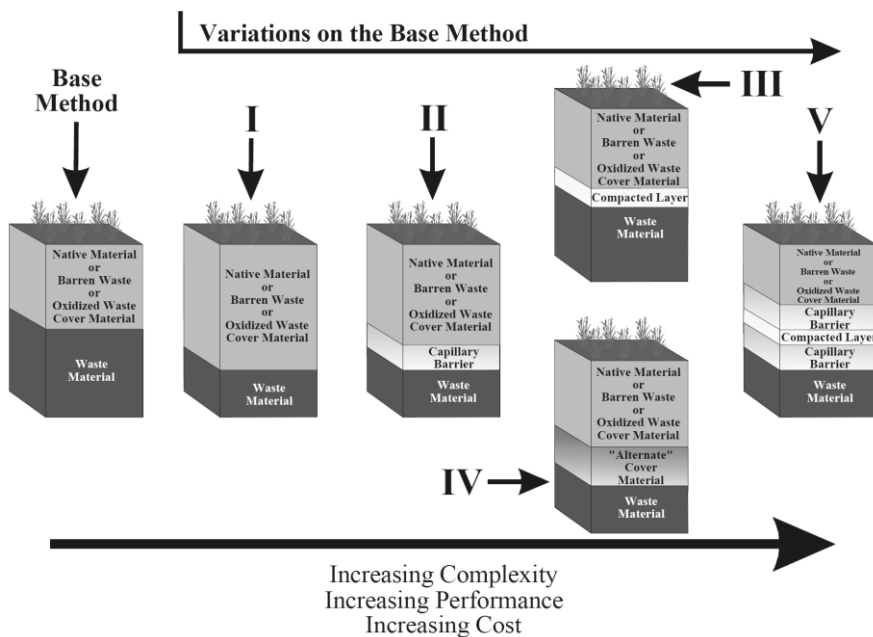 Variations on the Base Method
Base
Method
I
II
III
V
Native Material
or
Barren Waste
or
Oxidized Waste
Cover Material
Waste
Material
Native Material
or
Barren Waste
or
Oxidized Waste
Cover Material
Waste
Material
Native Material
or
Barren Waste
or
Oxidized Waste
Cover Material
Capillary
Barrier
Waste
Material
Native Material
or
Barren Waste
or
Oxidized Waste
Cover Material
Compacted Layer
Waste
Material
IV
Native Material
or
Barren Waste
or
Oxidized Waste
Cover Material
"Alternate"
Cover
Material
Waste
Material
Native Material
or
Barren Waste
or
Oxidized Waste
Cover Material
Capillary
Barrier
Compacted Layer
Capillary
Barrier
Waste
Material
Increasing Complexity
Increasing Performance
Increasing Cost